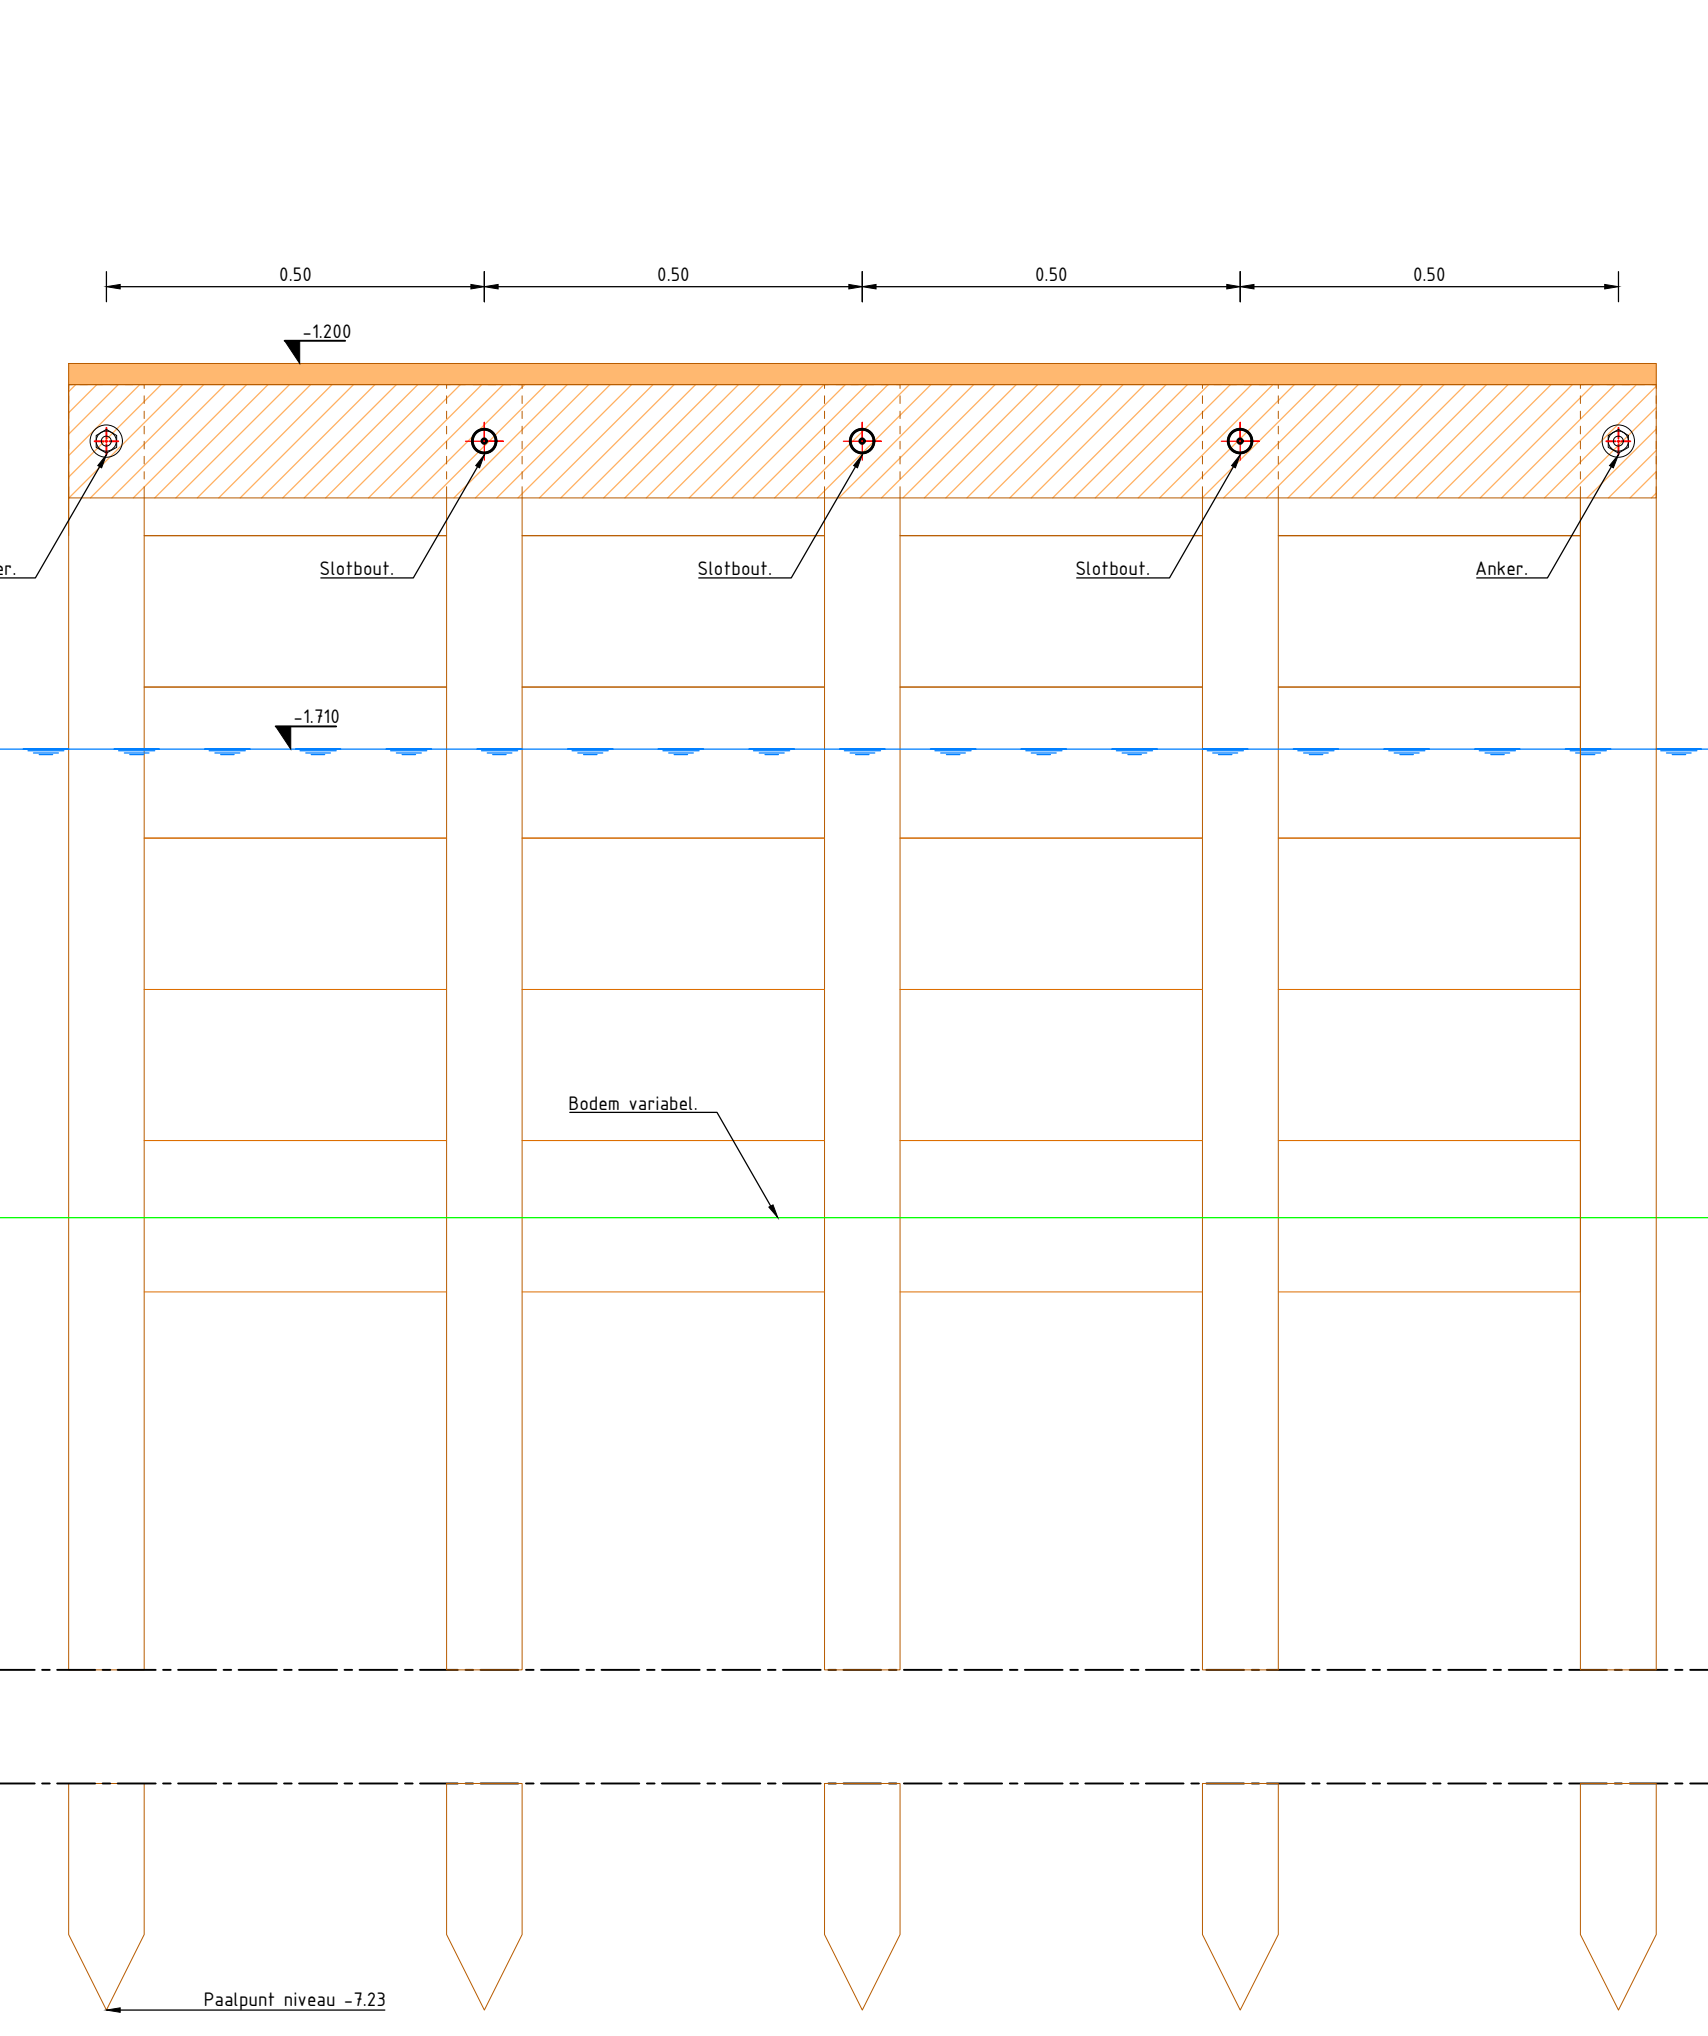 0.50 0.50 0.50 0.50
-1.200
er. Slotbout. Slotbout. Slotbout. Anker.
-1.710
Bodem variabel.
Paalpunt niveau -7.23